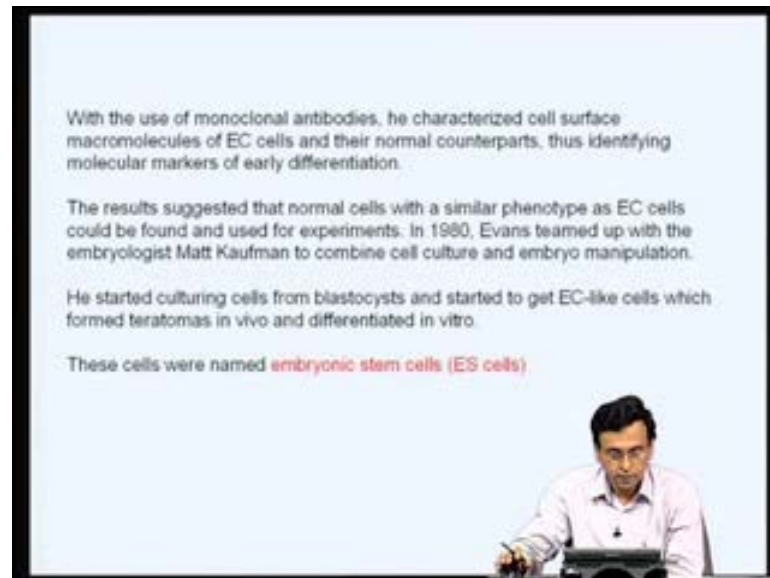 With the use of monoclonal antibodies, he characterized cell surface
macromolecules of EC cells and their normal counterparts, thus identifying
molecular markers of early differentiation.
The results suggested that normal cells with a similar phenotype as EC cells
could be found and used for experiments. In 1980, Evans teamed up with the
embryologist Matt Kaufman to combine cell culture and embryo manipulation.
He started culturing cells from blastocysts and started to get EC-like cells which
formed teratomas in vivo and differentiated in vitro.
These cells were named embryonic stem cells (ES cells)